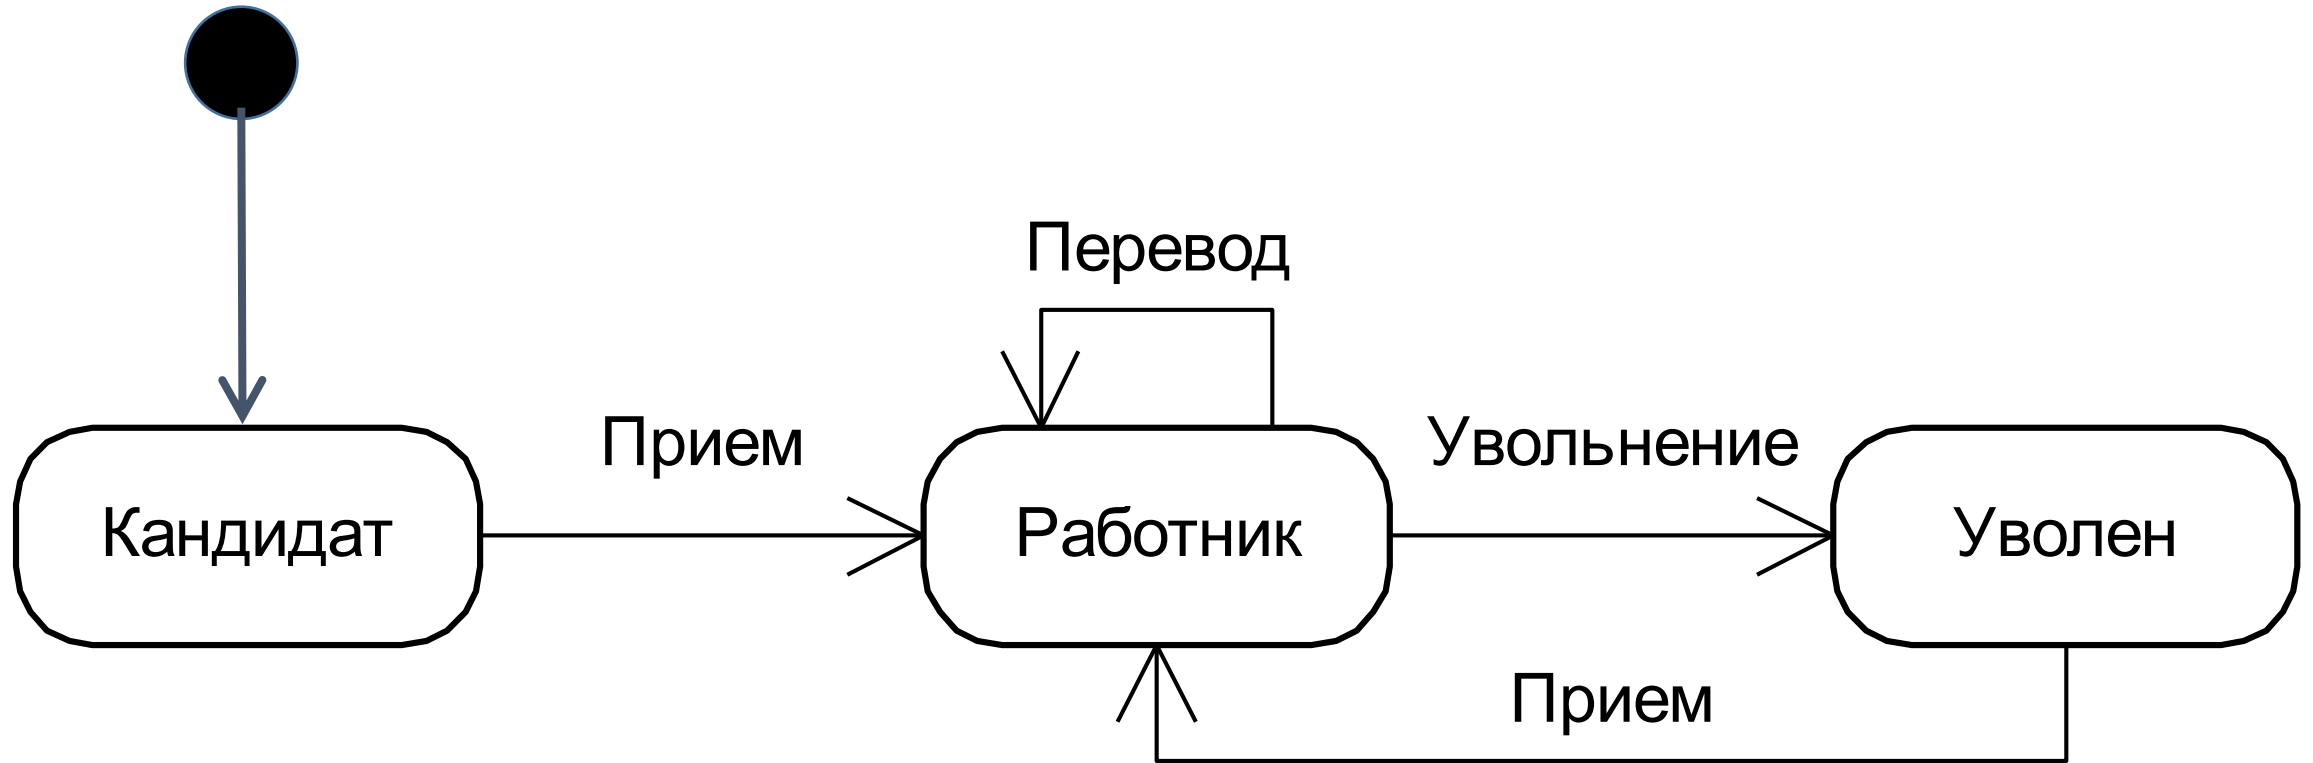 Перевод
Прием
Увольнение
Кандидат
Работник
Уволен
Прием